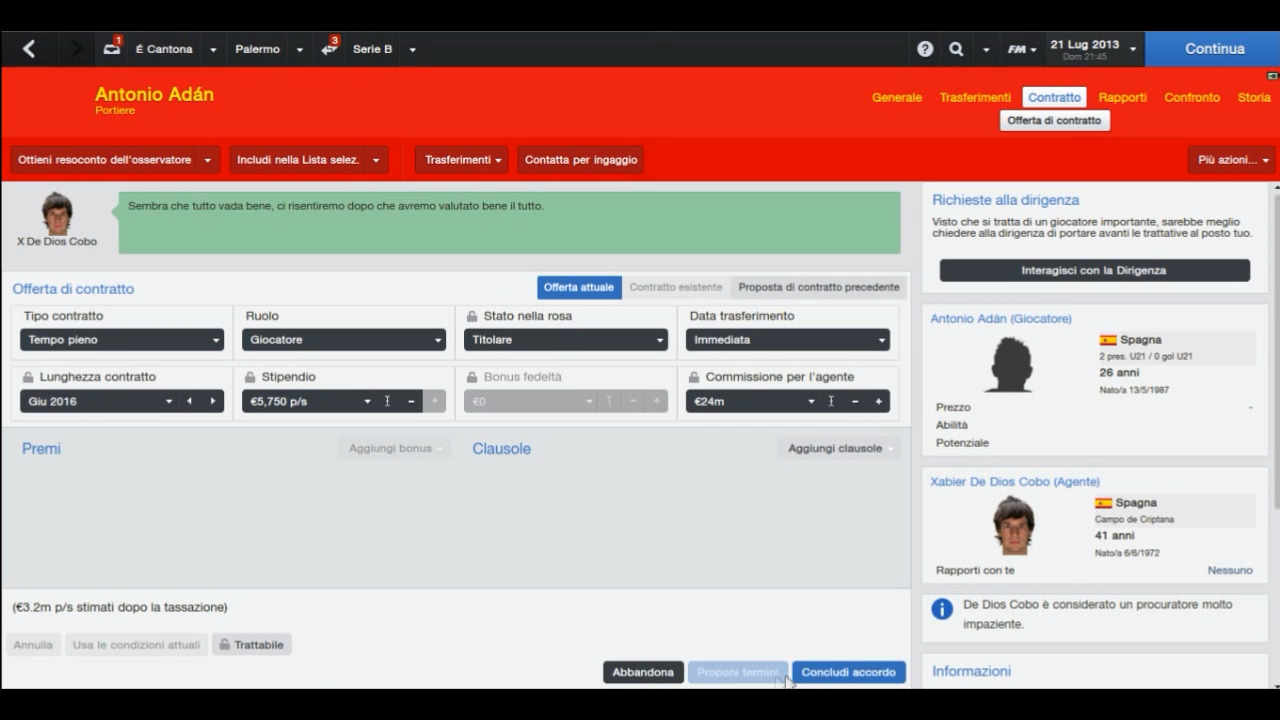 1
É Cantona
Palermo
3
Serie B
FM
21 Lug 2013
Dom 21:45
Continua
Antonio Adán
Portiere
Generale
Trasferimenti
Contratto
Rapporti
Confronto
Storia
Offerta di contratto
Ottieni resoconto dell'osservatore
Includi nella Lista selez.
Trasferimenti
Contatta per ingaggio
Più azioni...
X De Dios Cobo
Sembra che tutto vada bene, ci risentiremo dopo che avremo valutato bene il tutto.
Offerta di contratto
Offerta attuale
Contratto esistente
Proposta di contratto precedente
Tipo contratto
Tempo pieno
Ruolo
Giocatore
Stato nella rosa
Titolare
Data trasferimento
Immediata
Lunghezza contratto
Giu 2016
Stipendio
€5,750 p/s
Bonus fedeltà
€0
Commissione per l'agente
€24m
Premi
Aggiungi bonus
Clausole
Aggiungi clausole
(€3.2m p/s stimati dopo la tassazione)
Annulla
Usa le condizioni attuali
Trattabile
Abbandona
Proponi termini
Concludi accordo
Richieste alla dirigenza
Visto che si tratta di un giocatore importante, sarebbe meglio
chiedere alla dirigenza di portare avanti le trattative al posto tuo.
Interagisci con la Dirigenza
Antonio Adán (Giocatore)
Spagna
2 pres. U21 / 0 gol U21
26 anni
Nato/a 13/5/1987
Prezzo
-
Abilità
Potenziale
Xabier De Dios Cobo (Agente)
Spagna
Campo de Criptana
41 anni
Nato/a 6/6/1972
Rapporti con te
Nessuno
De Dios Cobo è considerato un procuratore molto
impaziente.
Informazioni